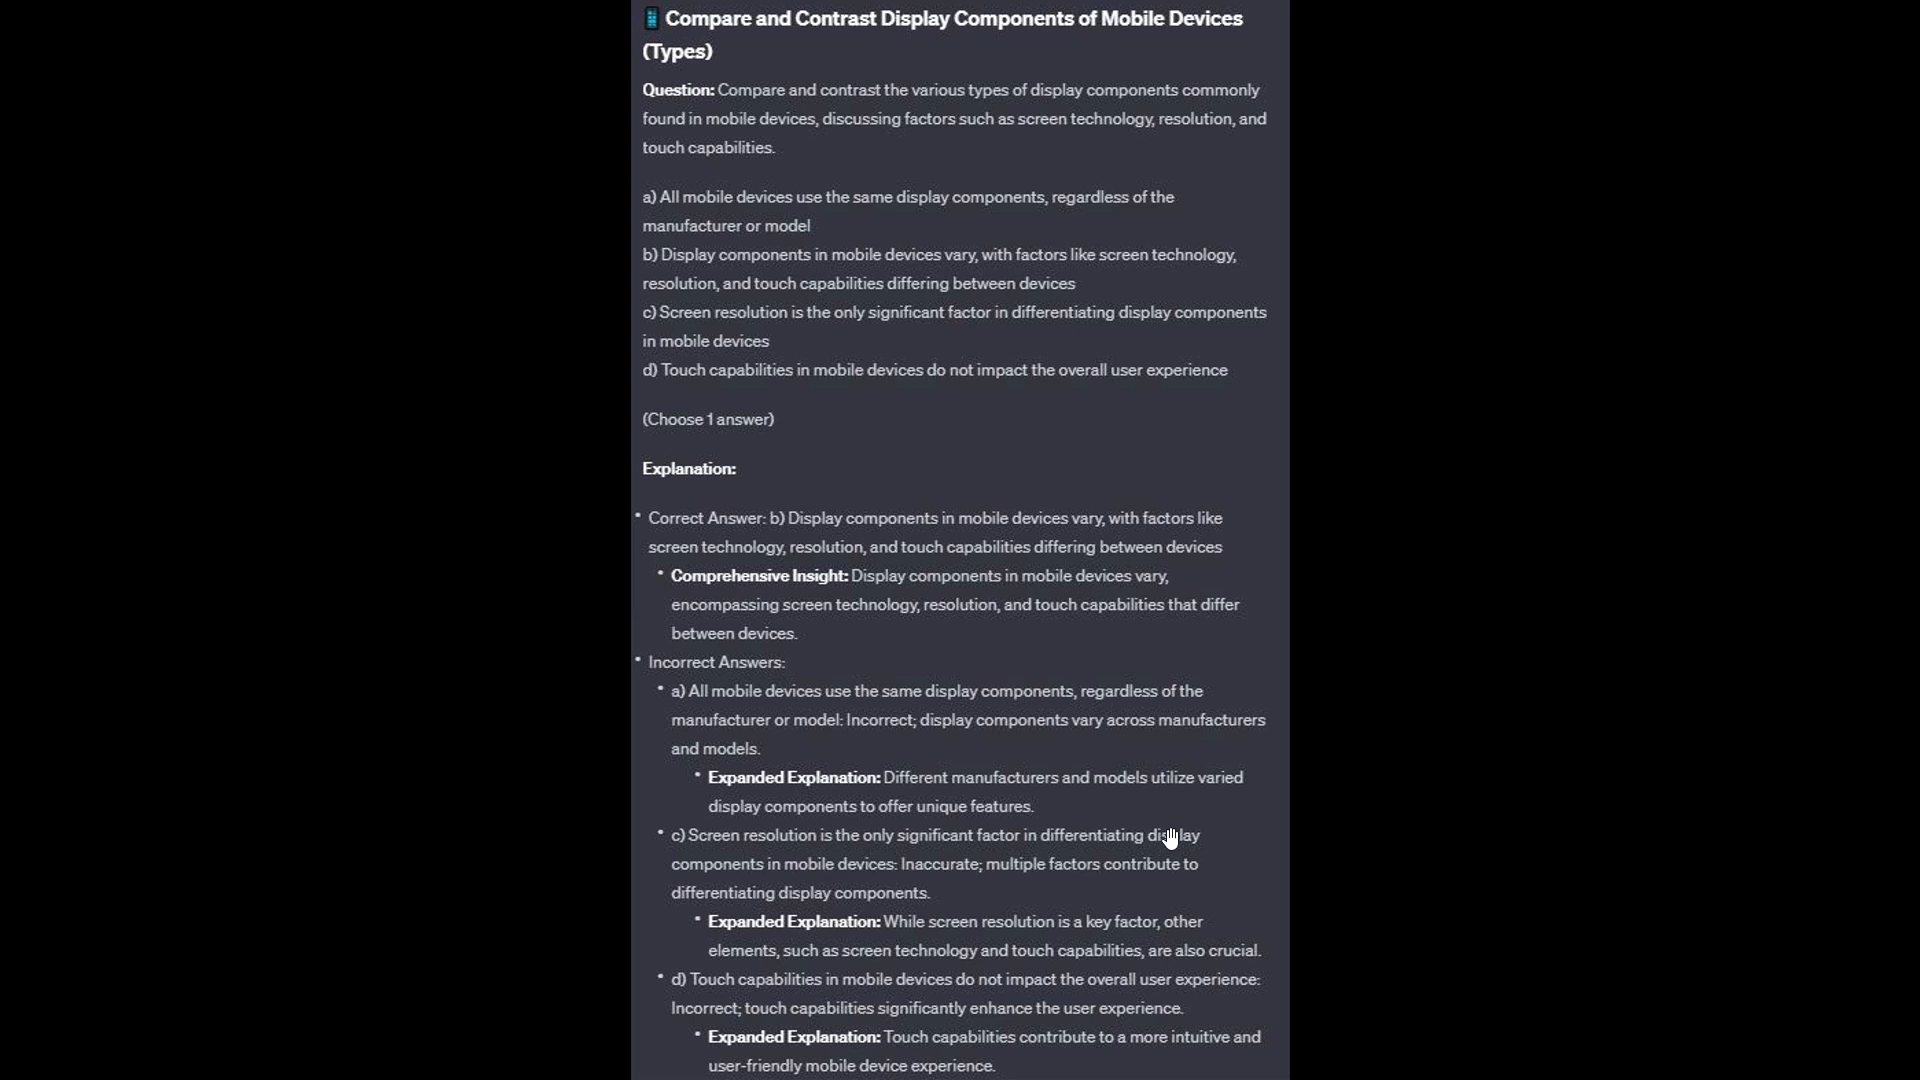 📱 Compare and Contrast Display Components of Mobile Devices
(Types)
Question: Compare and contrast the various types of display components commonly
found in mobile devices, discussing factors such as screen technology, resolution, and
touch capabilities.
a) All mobile devices use the same display components, regardless of the
manufacturer or model
b) Display components in mobile devices vary, with factors like screen technology,
resolution, and touch capabilities differing between devices
c) Screen resolution is the only significant factor in differentiating display components
in mobile devices
d) Touch capabilities in mobile devices do not impact the overall user experience
(Choose 1 answer)
Explanation:
• Correct Answer: b) Display components in mobile devices vary, with factors like
screen technology, resolution, and touch capabilities differing between devices
• Comprehensive Insight: Display components in mobile devices vary,
encompassing screen technology, resolution, and touch capabilities that differ
between devices.
• Incorrect Answers:
• a) All mobile devices use the same display components, regardless of the
manufacturer or model: Incorrect; display components vary across manufacturers
and models.
• Expanded Explanation: Different manufacturers and models utilize varied
display components to offer unique features.
• c) Screen resolution is the only significant factor in differentiating display
components in mobile devices: Inaccurate; multiple factors contribute to
differentiating display components.
• Expanded Explanation: While screen resolution is a key factor, other
elements, such as screen technology and touch capabilities, are also crucial.
• d) Touch capabilities in mobile devices do not impact the overall user experience:
Incorrect; touch capabilities significantly enhance the user experience.
• Expanded Explanation: Touch capabilities contribute to a more intuitive and
user-friendly mobile device experience.